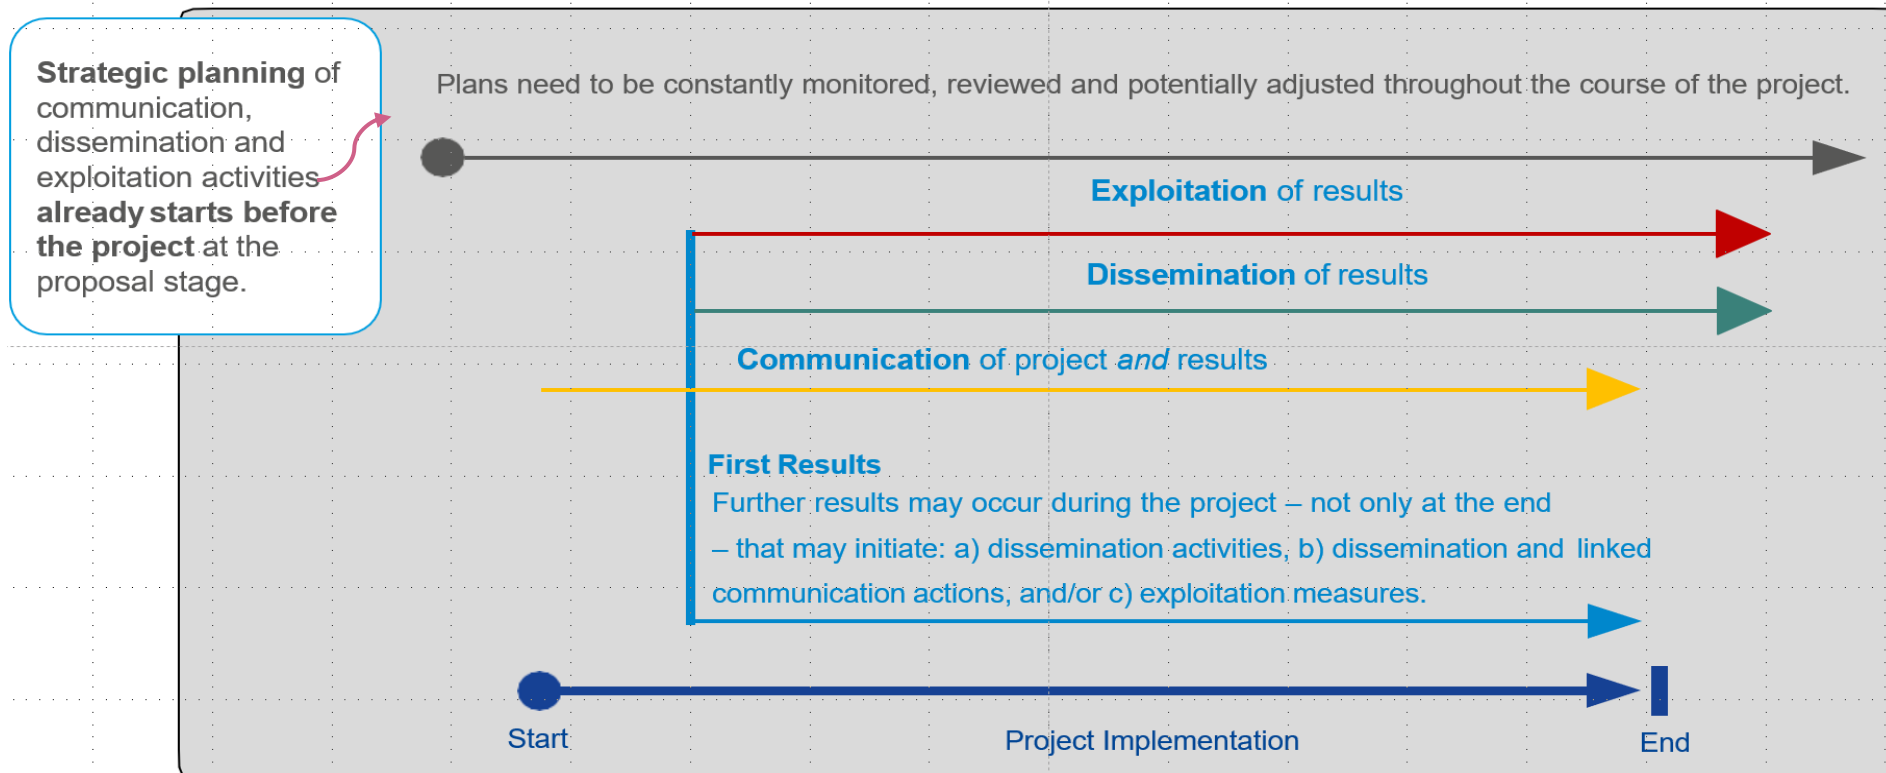 Strategic planning of
communication,
dissemination and
exploitation activities
already starts before
the project at the
proposal stage.
Plans need to be constantly monitored, reviewed and potentially adjusted throughout the course of the project.
Exploitation of results
Dissemination of results
Communication of project and results
First Results
Further results may occur during the project – not only at the end
– that may initiate: a) dissemination activities, b) dissemination and linked
communication actions, and/or c) exploitation measures.
Start
Project Implementation
End